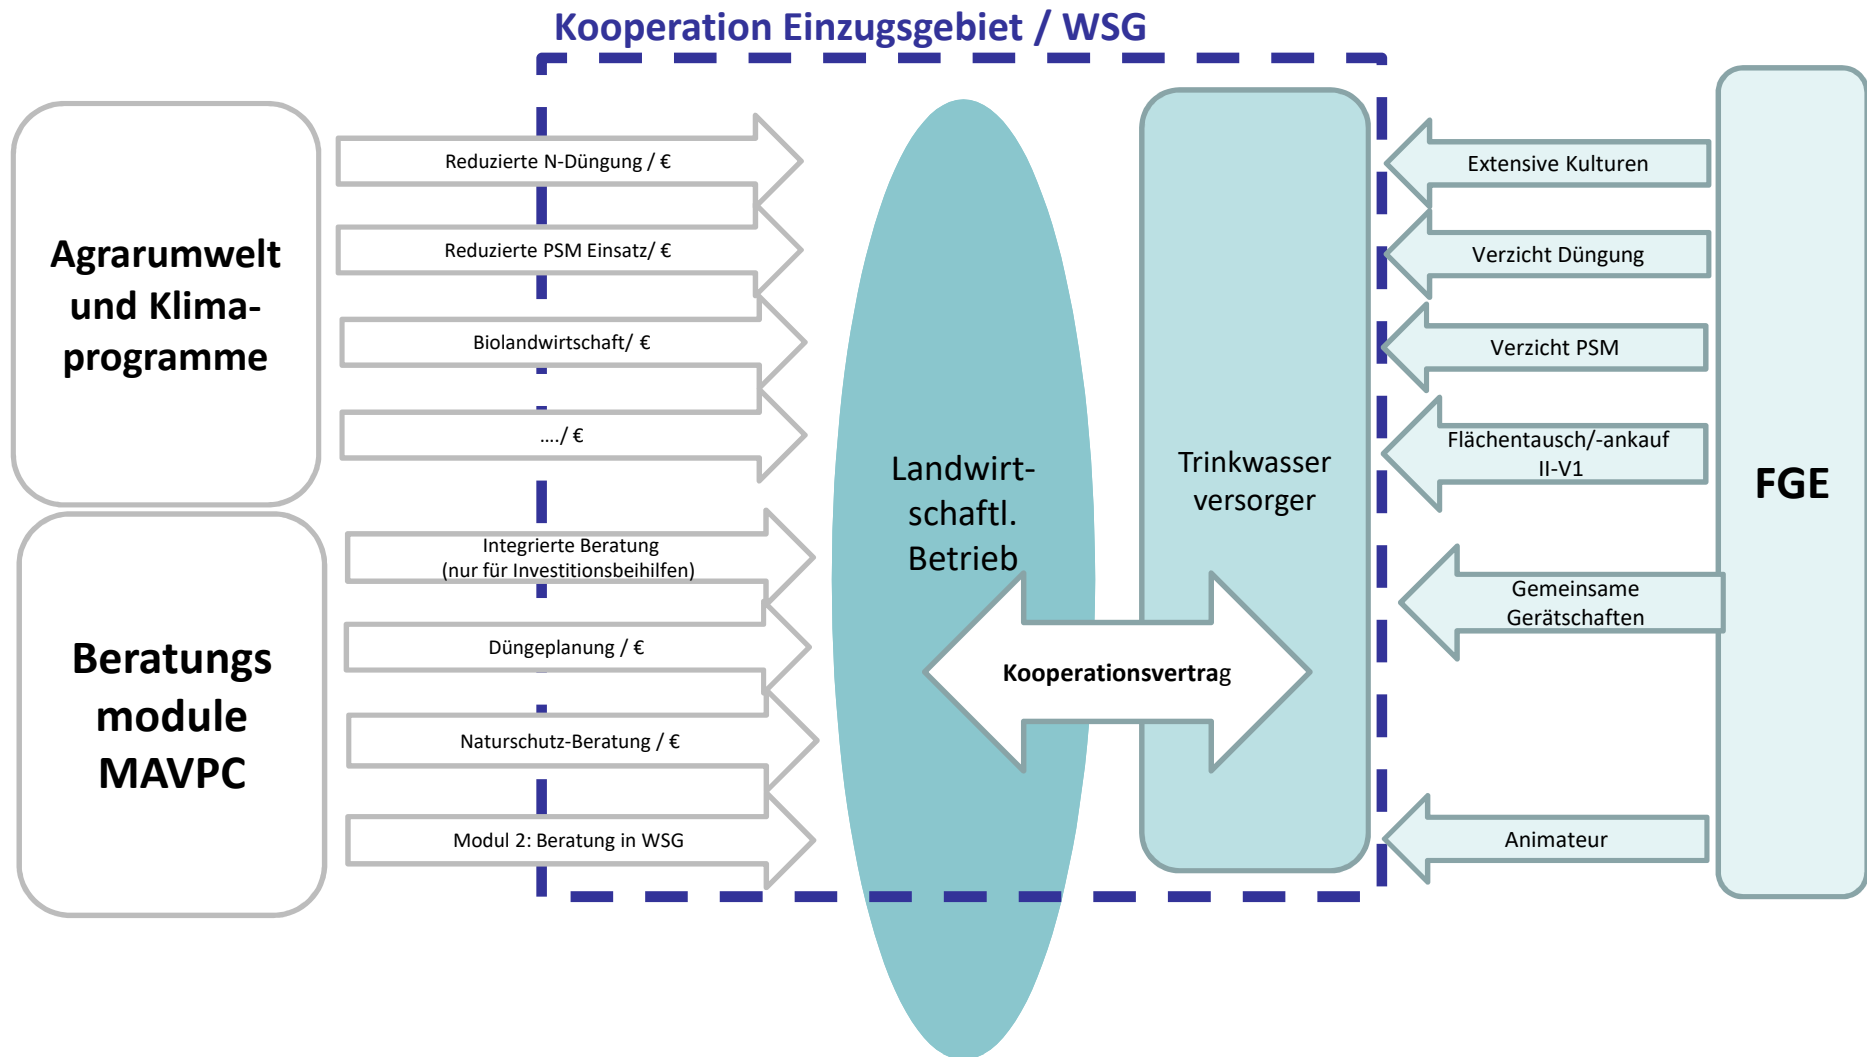 Kooperation Einzugsgebiet / WSG
Agrarumwelt
und Klima-
programme
Reduzierte N-Düngung / €
Reduzierte PSM Einsatz/ €
Biolandwirtschaft/ €
…./ €
Beratungs
module
MAVPC
Integrierte Beratung
(nur für Investitionsbeihilfen)
Düngeplanung / €
Naturschutz-Beratung / €
Modul 2: Beratung in WSG
Landwirt-
schaftl.
Betrieb
Kooperationsvertrag
Trinkwasser
versorger
Extensive Kulturen
Verzicht Düngung
Verzicht PSM
Flächentausch/-ankauf
II-V1
Gemeinsame
Gerätschaften
Animateur
FGE